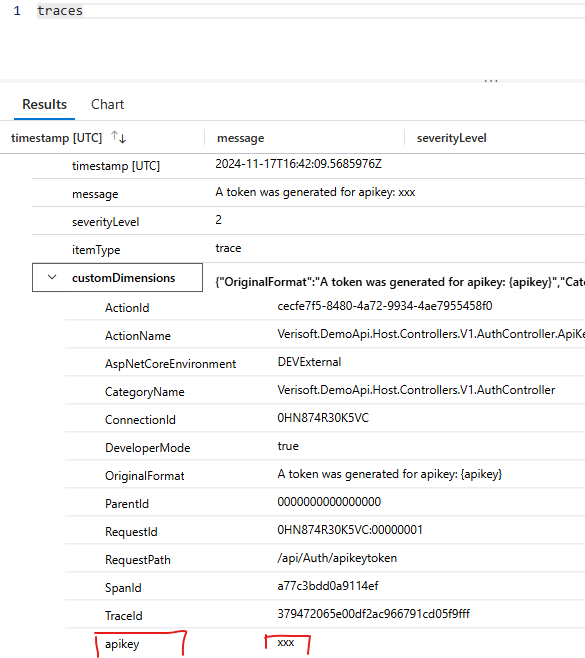 1 traces
...
Results Chart
timestamp [UTC] ↑↓ message severityLevel
timestamp [UTC] 2024-11-17T16:42:09.5685976Z
message A token was generated for apikey: xxx
severityLevel 2
itemType trace
customDimensions {"OriginalFormat":"A token was generated for apikey: {apikey}","Cate
ActionId cecfe7f5-8480-4a72-9934-4ae7955458f0
ActionName Verisoft.DemoApi.Host.Controllers.V1.AuthController.ApiKe
AspNetCoreEnvironment DEVExternal
CategoryName Verisoft.DemoApi.Host.Controllers.V1.AuthController
ConnectionId 0HN874R30K5VC
DeveloperMode true
OriginalFormat A token was generated for apikey: {apikey}
ParentId 0000000000000000
RequestId 0HN874R30K5VC:00000001
RequestPath /api/Auth/apikeytoken
SpanId a77c3bdd0a9114ef
TraceId 379472065e00df2ac966791cd05f9fff
apikey xxx